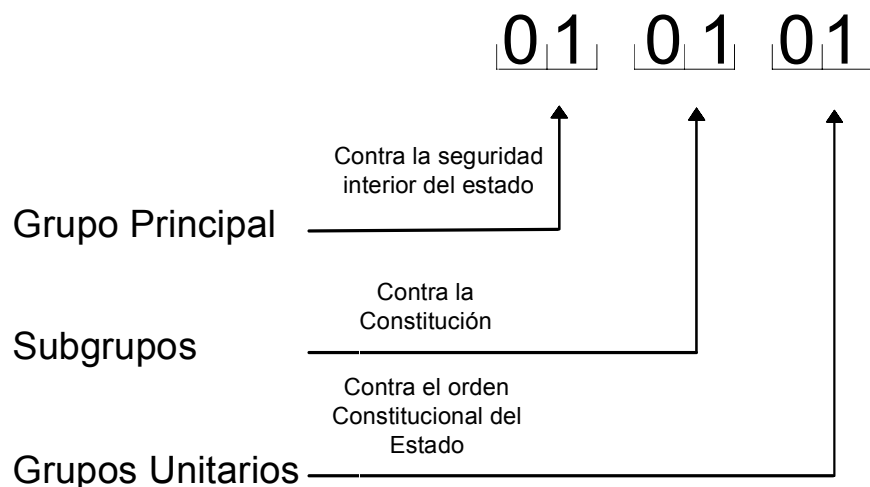 01 01 01
Contra la seguridad
interior del estado
Grupo Principal
Contra la
Constitución
Subgrupos
Contra el orden
Constitucional del
Estado
Grupos Unitarios